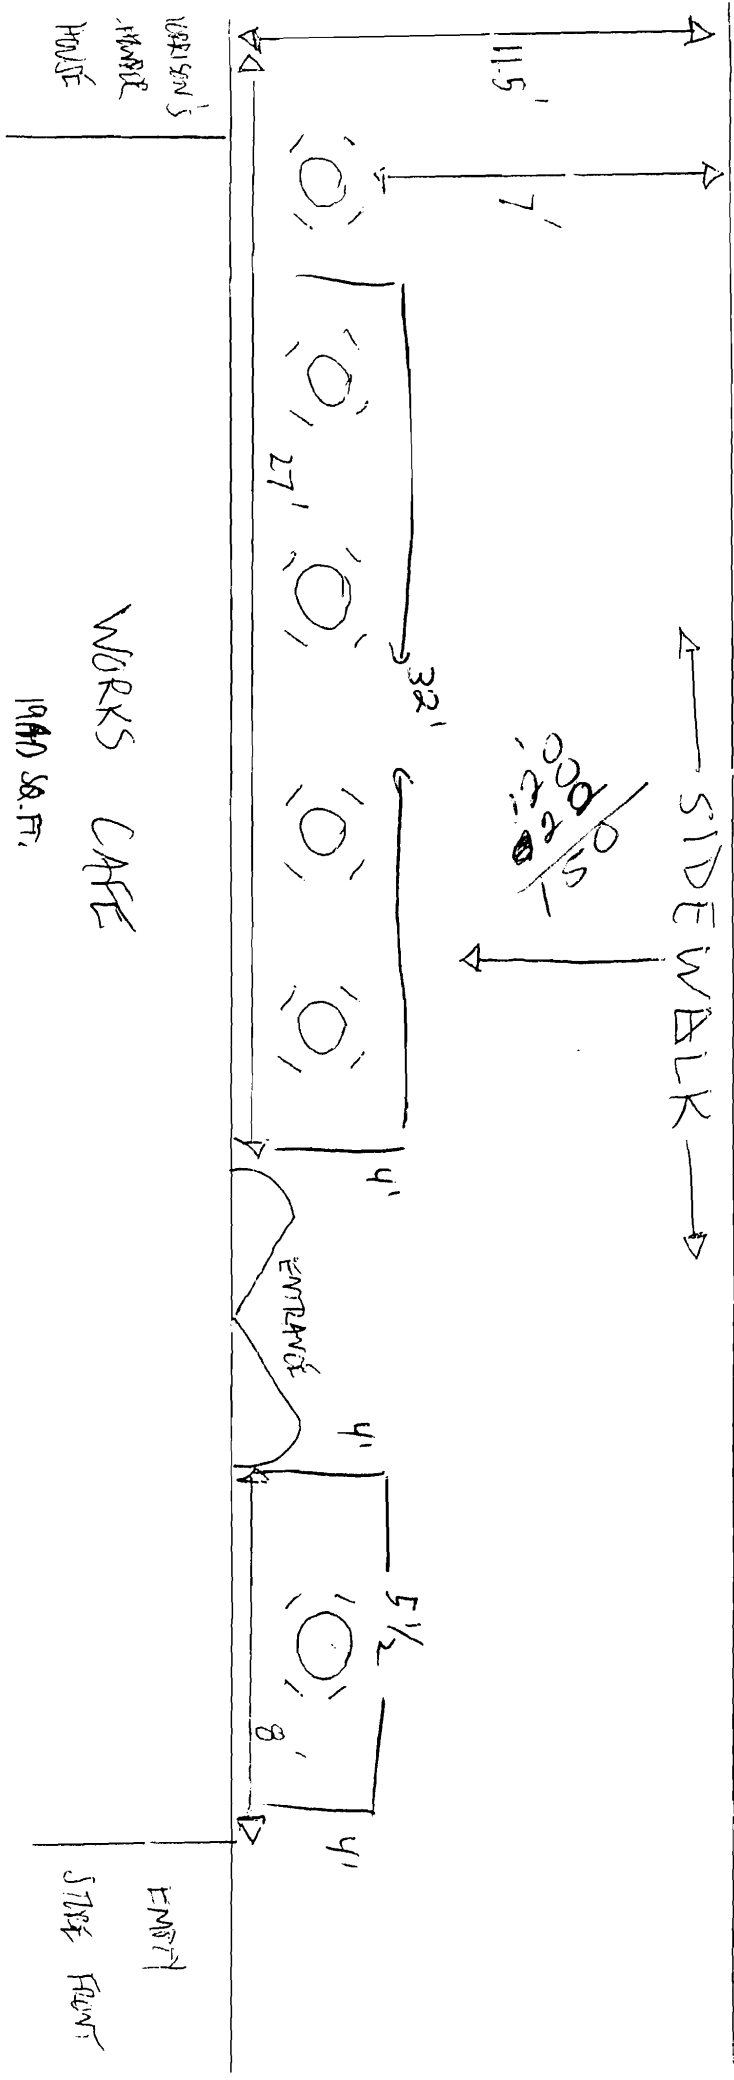 11.5'
7'
← SIDEWALK →
32'
27'
4'
ENTRANCE
4'
5 1/2
8'
4'
HOUSE
WORKS CAFE
SQ. FT.
EMPTY
STORE FRONT